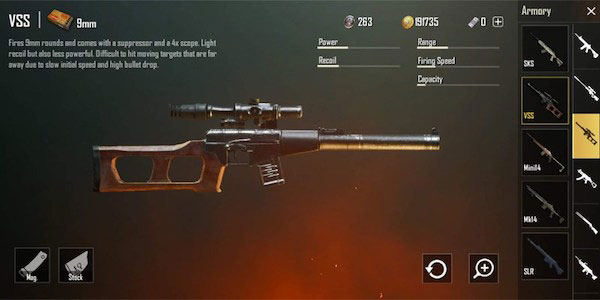 VSS | 9mm
263
191735
0
Armory
Fires 9mm rounds and comes with a suppressor and a 4x scope. Light
recoil but also less powerful. Difficult to hit moving targets that are far
away due to slow initial speed and high bullet drop.
Power
Range
Recoil
Firing Speed
Capacity
SKS
VSS
Mini14
Mk14
SLR
Mag.
Stock